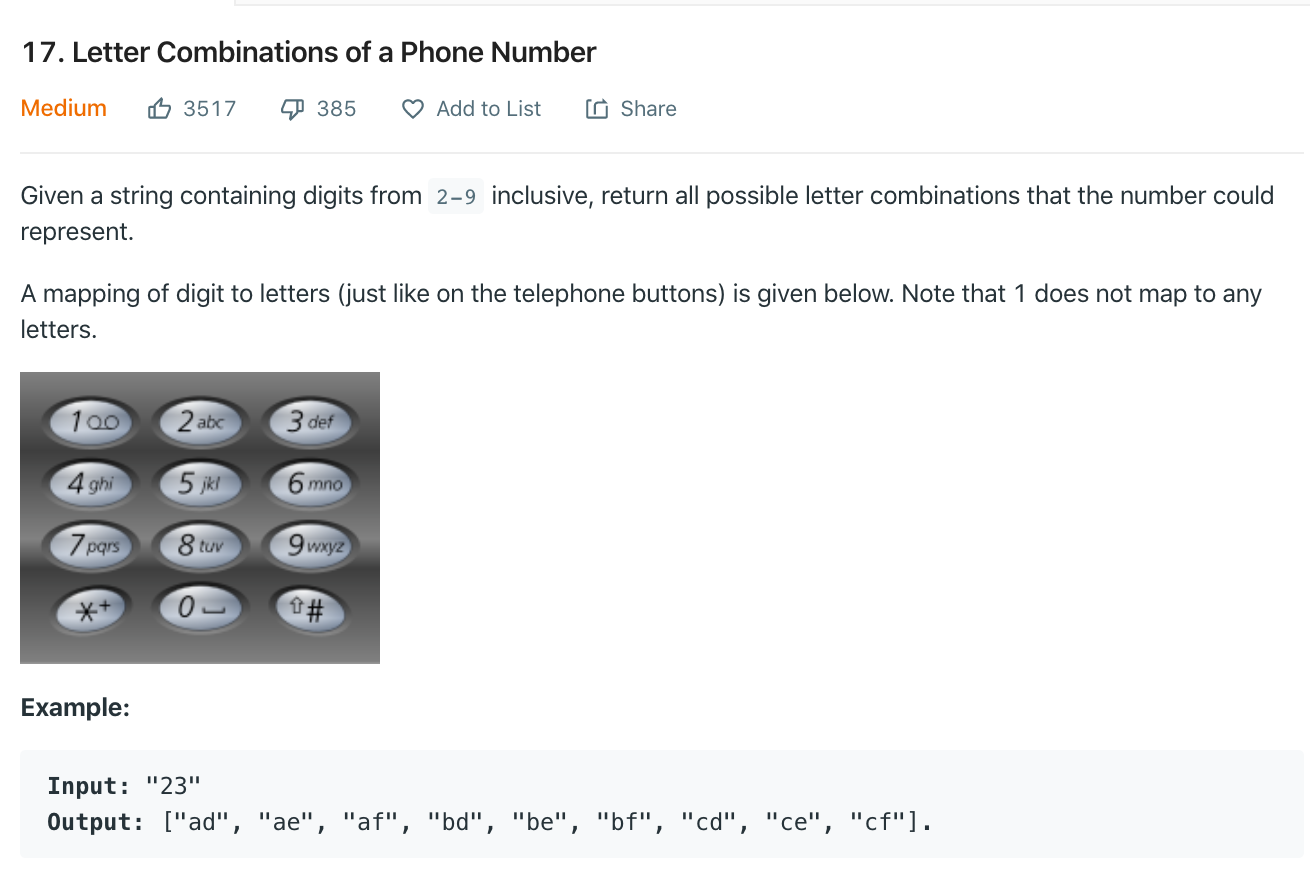 17. Letter Combinations of a Phone Number
Medium 3517 385 Add to List Share
Given a string containing digits from 2-9 inclusive, return all possible letter combinations that the number could
represent.
A mapping of digit to letters (just like on the telephone buttons) is given below. Note that 1 does not map to any
letters.
1 2 abc 3 def
4 ghi 5 jkl 6 mno
7 pqrs 8 tuv 9 wxyz
*+ 0 #
Example:
Input: "23"
Output: ["ad", "ae", "af", "bd", "be", "bf", "cd", "ce", "cf"].